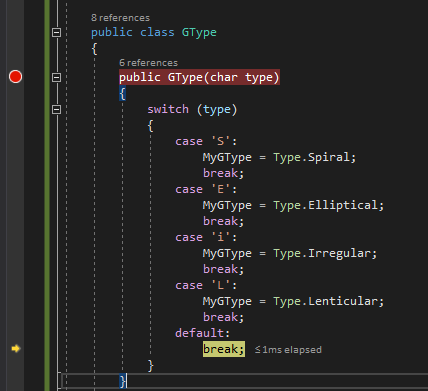 8 references
public class GType
{
6 references
public GType(char type)
{
switch (type)
{
case 'S':
MyGType = Type.Spiral;
break;
case 'E':
MyGType = Type.Elliptical;
break;
case 'i':
MyGType = Type.Irregular;
break;
case 'L':
MyGType = Type.Lenticular;
break;
default:
break; ≤1ms elapsed
}
}